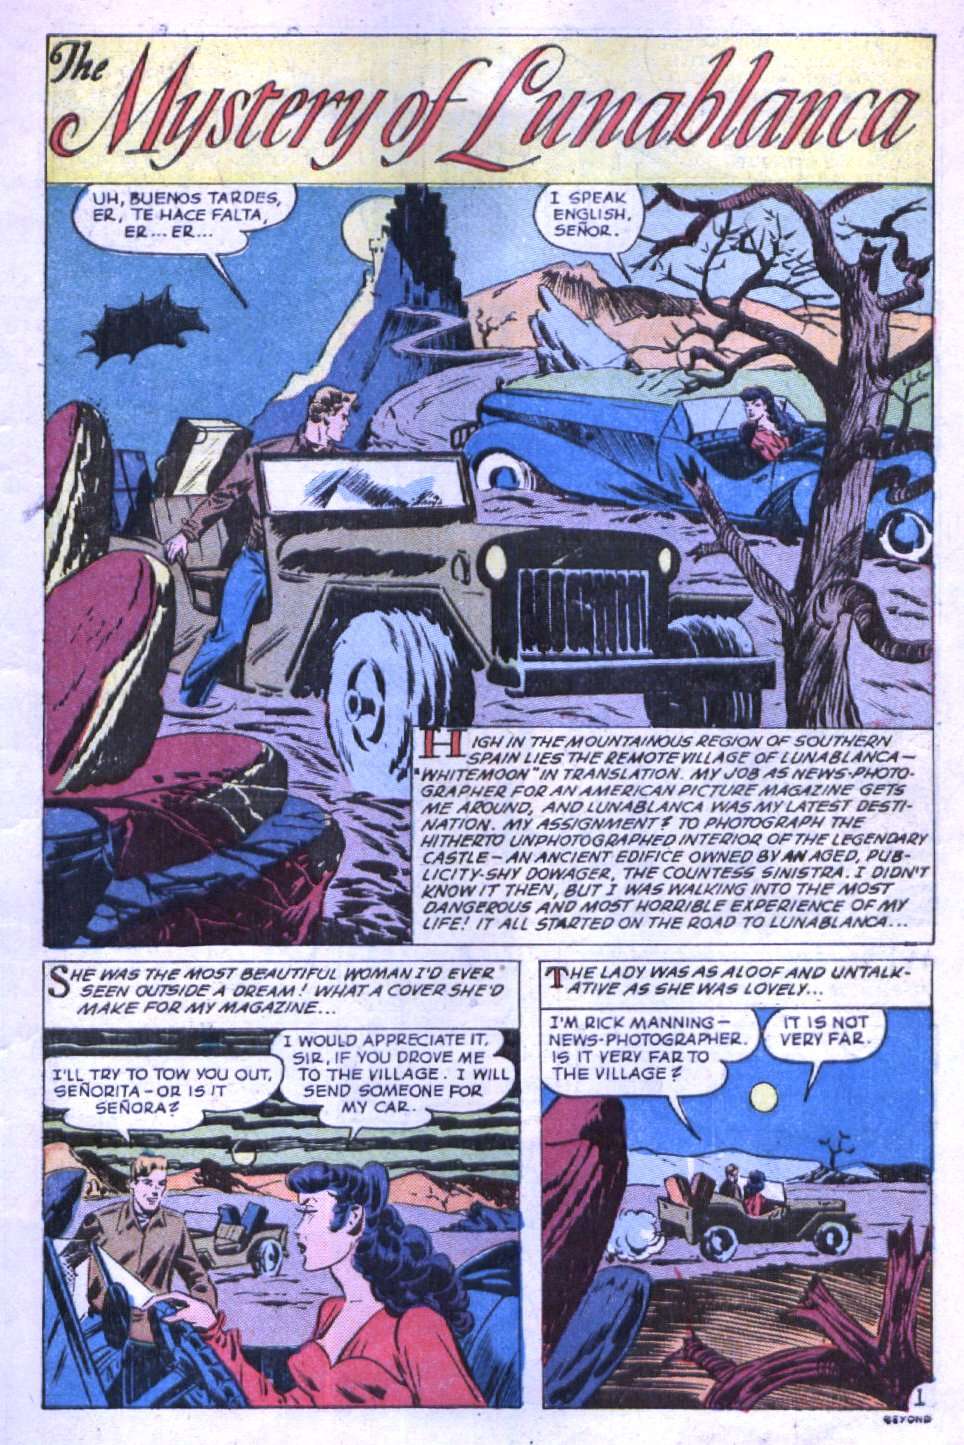 The
Mystery of Lunablanca
UH, BUENOS TARDES,
ER, TE HACE FALTA,
ER... ER...
I SPEAK
ENGLISH,
SEÑOR.
HIGH IN THE MOUNTAINOUS REGION OF SOUTHERN
SPAIN LIES THE REMOTE VILLAGE OF LUNABLANCA—
"WHITEMOON" IN TRANSLATION. MY JOB AS NEWS-PHOTO-
GRAPHER FOR AN AMERICAN PICTURE MAGAZINE GETS
ME AROUND, AND LUNABLANCA WAS MY LATEST DESTI-
NATION. MY ASSIGNMENT? TO PHOTOGRAPH THE
HITHERTO UNPHOTOGRAPHED INTERIOR OF THE LEGENDARY
CASTLE—AN ANCIENT EDIFICE OWNED BY AN AGED, PUB-
LICITY-SHY DOWAGER, THE COUNTESS SINISTRA. I DIDN'T
KNOW IT THEN, BUT I WAS WALKING INTO THE MOST
DANGEROUS AND MOST HORRIBLE EXPERIENCE OF MY
LIFE! IT ALL STARTED ON THE ROAD TO LUNABLANCA...
SHE WAS THE MOST BEAUTIFUL WOMAN I'D EVER
SEEN OUTSIDE A DREAM! WHAT A COVER SHE'D
MAKE FOR MY MAGAZINE...
I'LL TRY TO TOW YOU OUT,
SEÑORITA—OR IS IT
SEÑORA?
I WOULD APPRECIATE IT,
SIR, IF YOU DROVE ME
TO THE VILLAGE. I WILL
SEND SOMEONE FOR
MY CAR.
THE LADY WAS AS ALOOF AND UNTALK-
ATIVE AS SHE WAS LOVELY...
I'M RICK MANNING—
NEWS-PHOTOGRAPHER.
IS IT VERY FAR TO
THE VILLAGE?
IT IS NOT
VERY FAR.
1
BEYOND